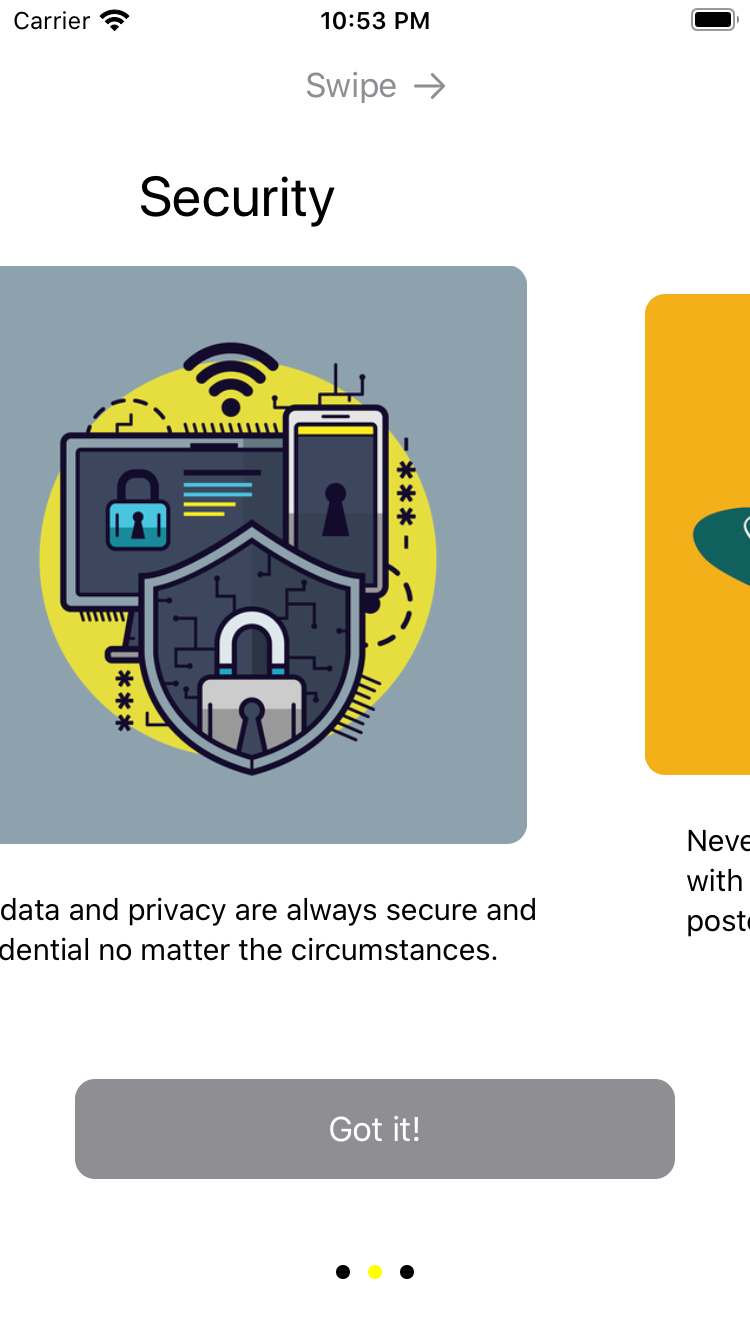 Carrier
10:53 PM
Swipe →
Security
data and privacy are always secure and
dential no matter the circumstances.
Neve
with
poste
Got it!